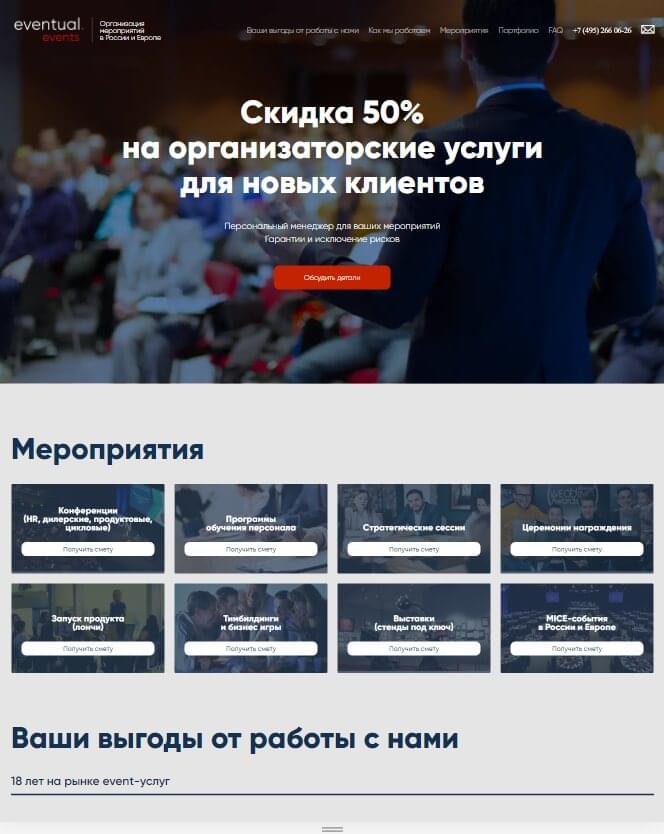 eventual
events
Организация
мероприятий
в России и Европе
Ваши выгоды от работы с нами Как мы работаем Мероприятия Портфолио FAQ +7 (495) 266 06-26
Скидка 50%
на организаторские услуги
для новых клиентов
Персональный менеджер для ваших мероприятий
Гарантии и исключение рисков
Обсудить детали
Мероприятия
Конференции
(HR, дилерские, продуктовые,
цикловые)
Получить смету
Программы
обучения персонала
Получить смету
Стратегические сессии
Получить смету
Церемонии награждения
Получить смету
Запуск продукта
(лончи)
Получить смету
Тимбилдинги
и бизнес игры
Получить смету
Выставки
(стенды под ключ)
Получить смету
MICE-события
в России и Европе
Получить смету
Ваши выгоды от работы с нами
18 лет на рынке event-услуг